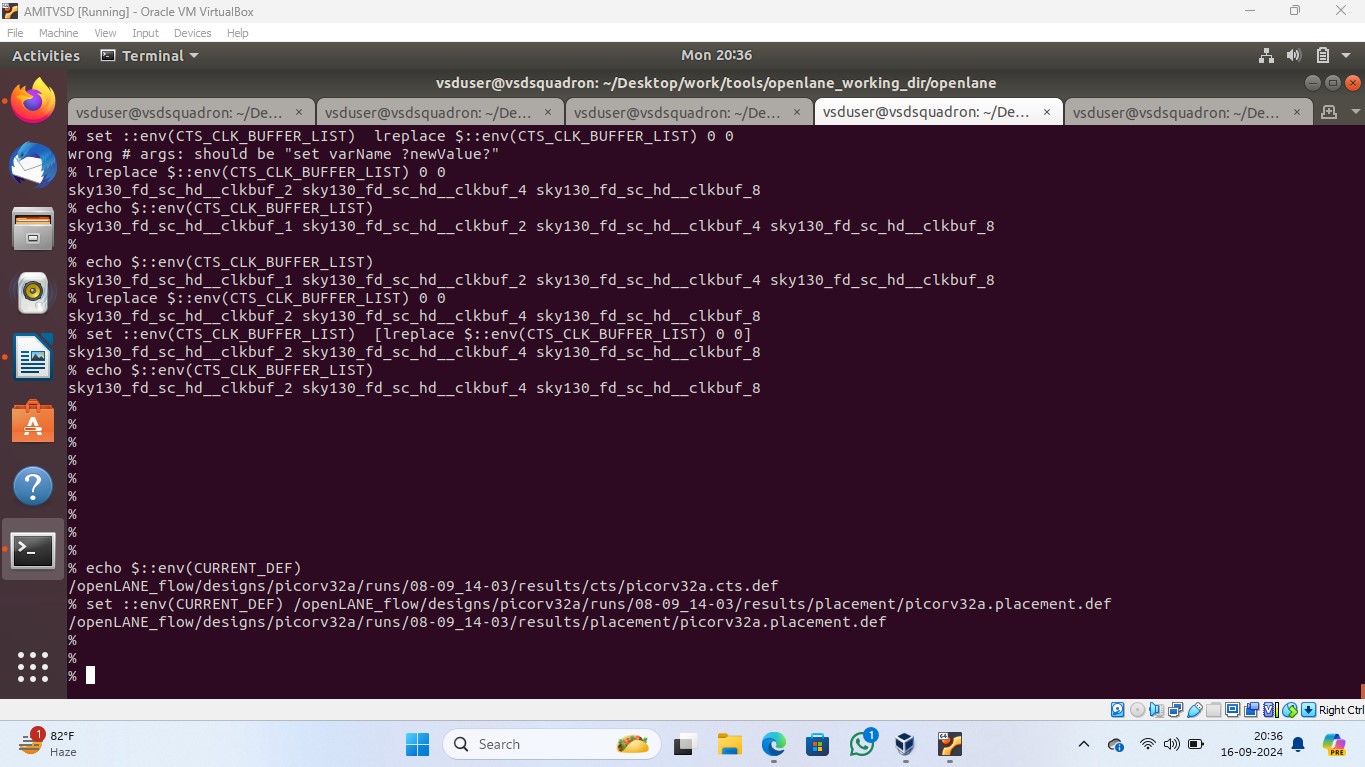 AMITVSD [Running] - Oracle VM VirtualBox
File Machine View Input Devices Help
Activities Terminal Mon 20:36
vsduser@vsdsquadron: ~/Desktop/work/tools/openlane_working_dir/openlane
vsduser@vsdsquadron: ~/De... × vsduser@vsdsquadron: ~/De... × vsduser@vsdsquadron: ~/De... × vsduser@vsdsquadron: ~/De... × vsduser@vsdsquadron: ~/De... ×
% set ::env(CTS_CLK_BUFFER_LIST)  lreplace $::env(CTS_CLK_BUFFER_LIST) 0 0
wrong # args: should be "set varName ?newValue?"
% lreplace $::env(CTS_CLK_BUFFER_LIST) 0 0
sky130_fd_sc_hd__clkbuf_2 sky130_fd_sc_hd__clkbuf_4 sky130_fd_sc_hd__clkbuf_8
% echo $::env(CTS_CLK_BUFFER_LIST)
sky130_fd_sc_hd__clkbuf_1 sky130_fd_sc_hd__clkbuf_2 sky130_fd_sc_hd__clkbuf_4 sky130_fd_sc_hd__clkbuf_8
%
% echo $::env(CTS_CLK_BUFFER_LIST)
sky130_fd_sc_hd__clkbuf_1 sky130_fd_sc_hd__clkbuf_2 sky130_fd_sc_hd__clkbuf_4 sky130_fd_sc_hd__clkbuf_8
% lreplace $::env(CTS_CLK_BUFFER_LIST) 0 0
sky130_fd_sc_hd__clkbuf_2 sky130_fd_sc_hd__clkbuf_4 sky130_fd_sc_hd__clkbuf_8
% set ::env(CTS_CLK_BUFFER_LIST)  [lreplace $::env(CTS_CLK_BUFFER_LIST) 0 0]
sky130_fd_sc_hd__clkbuf_2 sky130_fd_sc_hd__clkbuf_4 sky130_fd_sc_hd__clkbuf_8
% echo $::env(CTS_CLK_BUFFER_LIST)
sky130_fd_sc_hd__clkbuf_2 sky130_fd_sc_hd__clkbuf_4 sky130_fd_sc_hd__clkbuf_8
%
%
%
%
%
%
%
%
%
% echo $::env(CURRENT_DEF)
/openLANE_flow/designs/picorv32a/runs/08-09_14-03/results/cts/picorv32a.cts.def
% set ::env(CURRENT_DEF) /openLANE_flow/designs/picorv32a/runs/08-09_14-03/results/placement/picorv32a.placement.def
/openLANE_flow/designs/picorv32a/runs/08-09_14-03/results/placement/picorv32a.placement.def
%
%
%
Right Ctrl
1 82°F
Haze
Search
1
20:36
16-09-2024
PRE